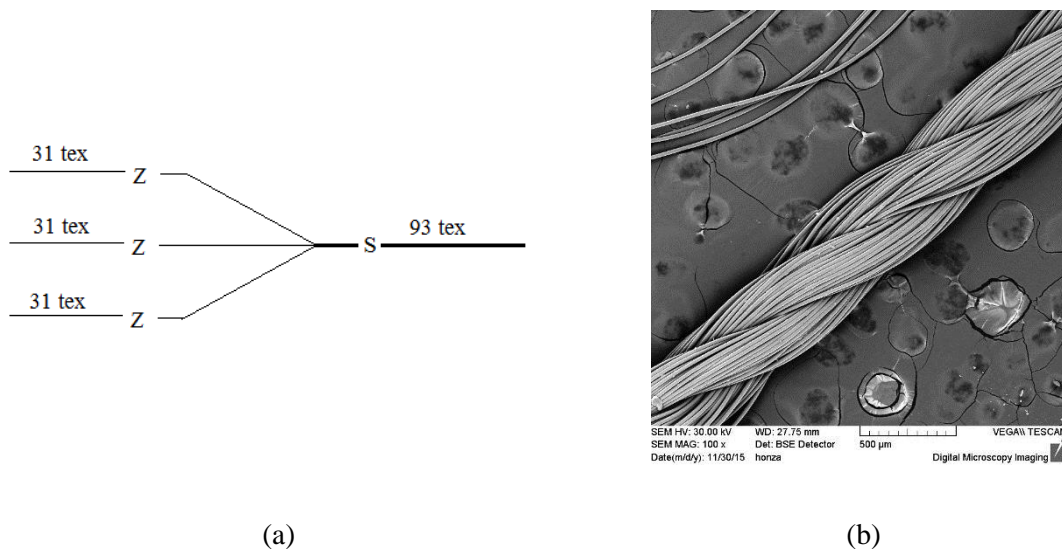 31 tex
Z
31 tex
Z
S
93 tex
31 tex
Z
SEM HV: 30.00 kV WD: 27.75 mm VEGA\\ TESCAN
SEM MAG: 100 x Det: BSE Detector 500 µm
Date(m/d/y): 11/30/15 honza Digital Microscopy Imaging
(a)
(b)